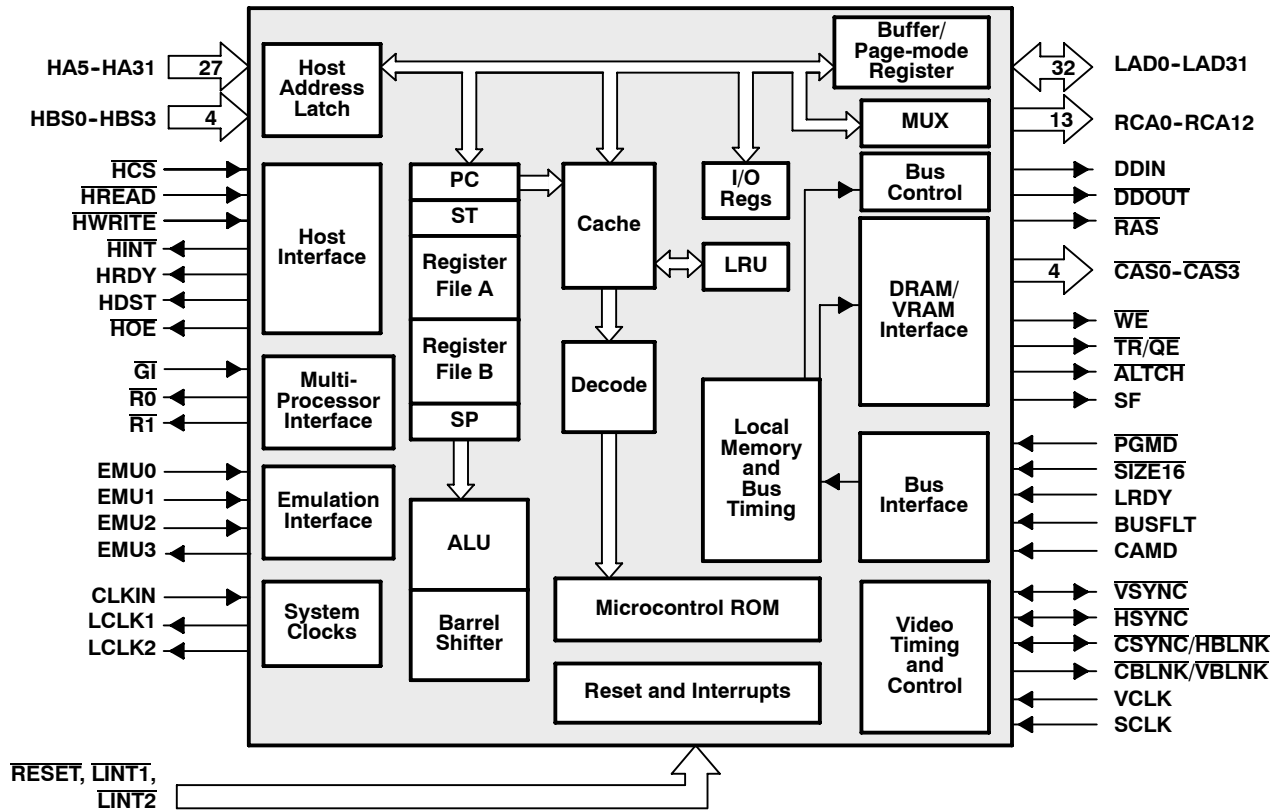 HA5-HA31
27
HBS0-HBS3
4
HCS
HREAD
HWRITE
HINT
HRDY
HDST
HOE
GI
R0
R1
EMU0
EMU1
EMU2
EMU3
CLKIN
LCLK1
LCLK2
RESET, LINT1,
LINT2
Host
Address
Latch
Host
Interface
Multi-
Processor
Interface
Emulation
Interface
System
Clocks
PC
ST
Register
File A
Register
File B
SP
ALU
Barrel
Shifter
Cache
Decode
Microcontrol ROM
Reset and Interrupts
I/O
Regs
LRU
Local
Memory
and
Bus
Timing
Buffer/
Page-mode
Register
MUX
Bus
Control
DRAM/
VRAM
Interface
Bus
Interface
Video
Timing
and
Control
32
LAD0-LAD31
13
RCA0-RCA12
DDIN
DDOUT
RAS
4
CAS0-CAS3
WE
TR/QE
ALTCH
SF
PGMD
SIZE16
LRDY
BUSFLT
CAMD
VSYNC
HSYNC
CSYNC/HBLNK
CBLNK/VBLNK
VCLK
SCLK